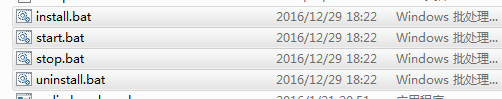 install.bat 2016/12/29 18:22 Windows 批处理...
start.bat 2016/12/29 18:22 Windows 批处理...
stop.bat 2016/12/29 18:22 Windows 批处理...
uninstall.bat 2016/12/29 18:22 Windows 批处理...